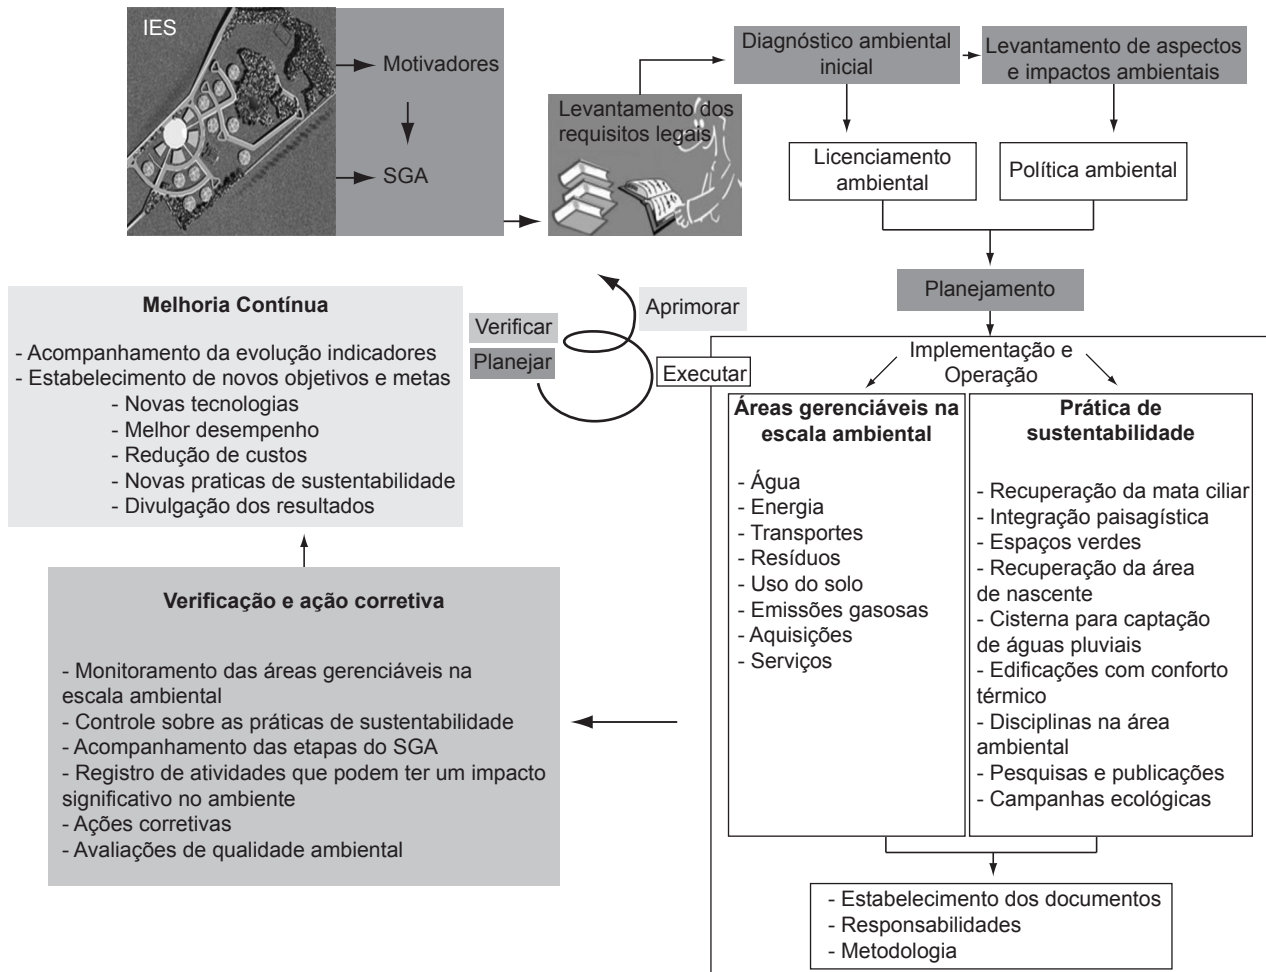 IES
Motivadores
SGA
Levantamento dos
requisitos legais
Diagnóstico ambiental
inicial
Levantamento de aspectos
e impactos ambientais
Licenciamento
ambiental
Política ambiental
Planejamento
Implementação e
Operação
Áreas gerenciáveis na
escala ambiental
- Água
- Energia
- Transportes
- Resíduos
- Uso do solo
- Emissões gasosas
- Aquisições
- Serviços
Prática de
sustentabilidade
- Recuperação da mata ciliar
- Integração paisagística
- Espaços verdes
- Recuperação da área
de nascente
- Cisterna para captação
de águas pluviais
- Edificações com conforto
térmico
- Disciplinas na área
ambiental
- Pesquisas e publicações
- Campanhas ecológicas
- Estabelecimento dos documentos
- Responsabilidades
- Metodologia
Verificar
Planejar
Aprimorar
Executar
Melhoria Contínua
- Acompanhamento da evolução indicadores
- Estabelecimento de novos objetivos e metas
- Novas tecnologias
- Melhor desempenho
- Redução de custos
- Novas praticas de sustentabilidade
- Divulgação dos resultados
Verificação e ação corretiva
- Monitoramento das áreas gerenciáveis na
escala ambiental
- Controle sobre as práticas de sustentabilidade
- Acompanhamento das etapas do SGA
- Registro de atividades que podem ter um impacto
significativo no ambiente
- Ações corretivas
- Avaliações de qualidade ambiental